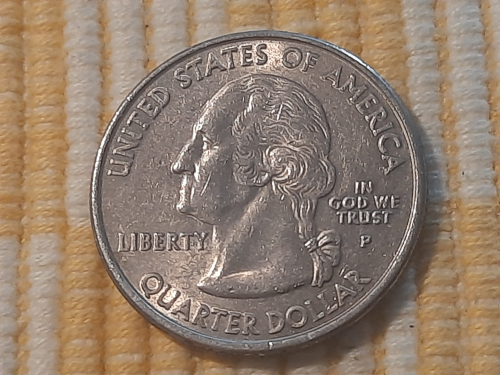 UNITED STATES OF AMERICA
LIBERTY
IN
GOD WE
TRUST
P
QUARTER DOLLAR